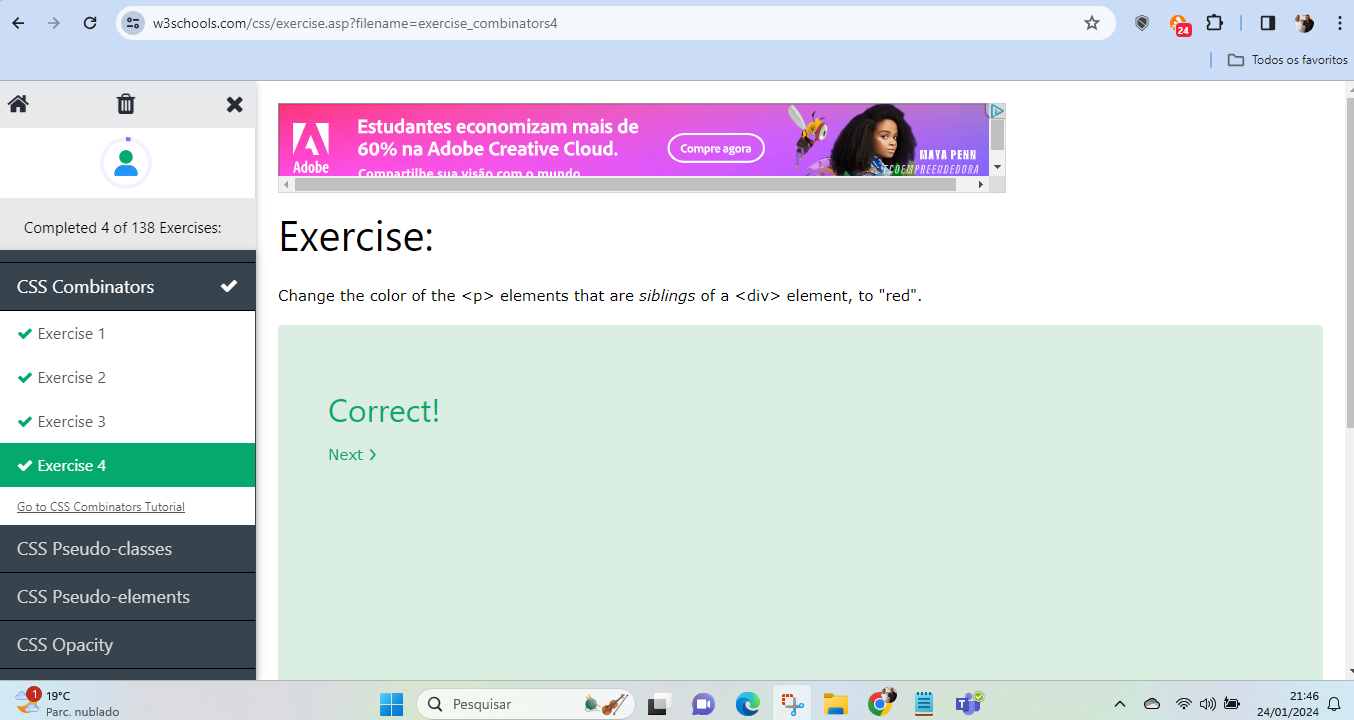 w3schools.com/css/exercise.asp?filename=exercise_combinators4
24
Todos os favoritos
Completed 4 of 138 Exercises:
CSS Combinators
Exercise 1
Exercise 2
Exercise 3
Exercise 4
Go to CSS Combinators Tutorial
CSS Pseudo-classes
CSS Pseudo-elements
CSS Opacity
Adobe
Estudantes economizam mais de
60% na Adobe Creative Cloud.
Compartilhe sua visão com o mundo
Compre agora
MAYA PENN
ECOEMPREENDEDORA
Exercise:
Change the color of the <p> elements that are siblings of a <div> element, to "red".
Correct!
Next ❯
1
19°C
Parc. nublado
Pesquisar
21:46
24/01/2024